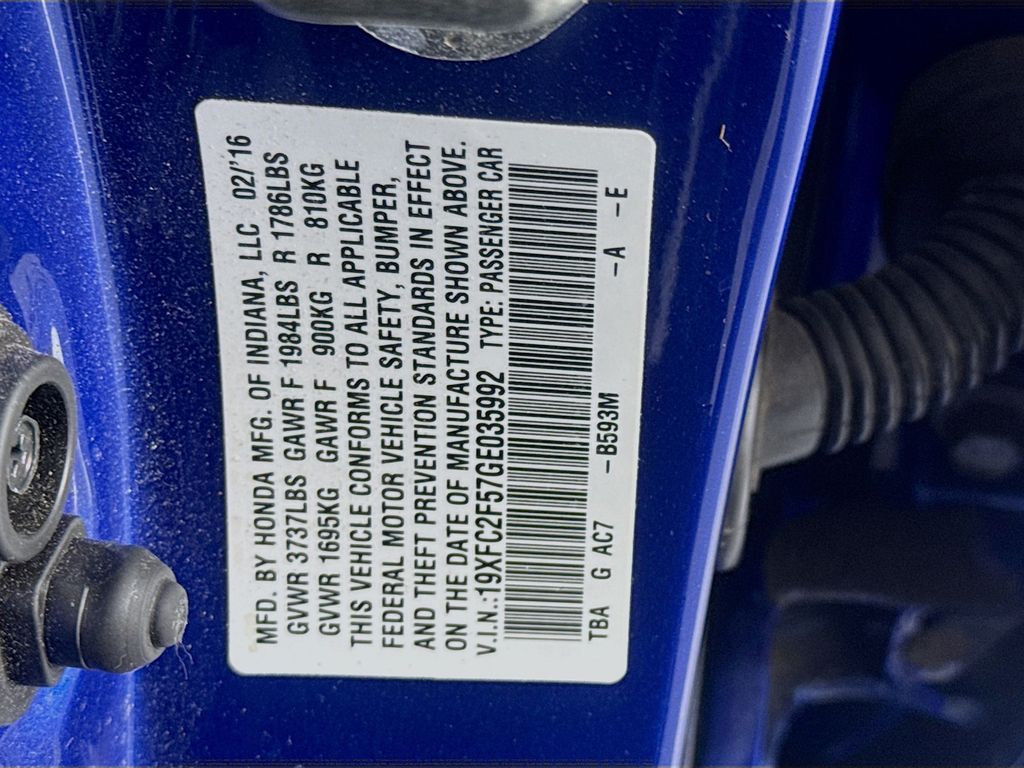 MFD. BY HONDA MFG. OF INDIANA, LLC 02/'16
GVWR 3737LBS GAWR F 1984LBS R 1786LBS
GVWR 1695KG GAWR F 900KG R 810KG
THIS VEHICLE CONFORMS TO ALL APPLICABLE
FEDERAL MOTOR VEHICLE SAFETY, BUMPER,
AND THEFT PREVENTION STANDARDS IN EFFECT
ON THE DATE OF MANUFACTURE SHOWN ABOVE.
V.I.N.:19XFC2F57GE035992 TYPE: PASSENGER CAR
TBA G AC7 -B593M -A -E